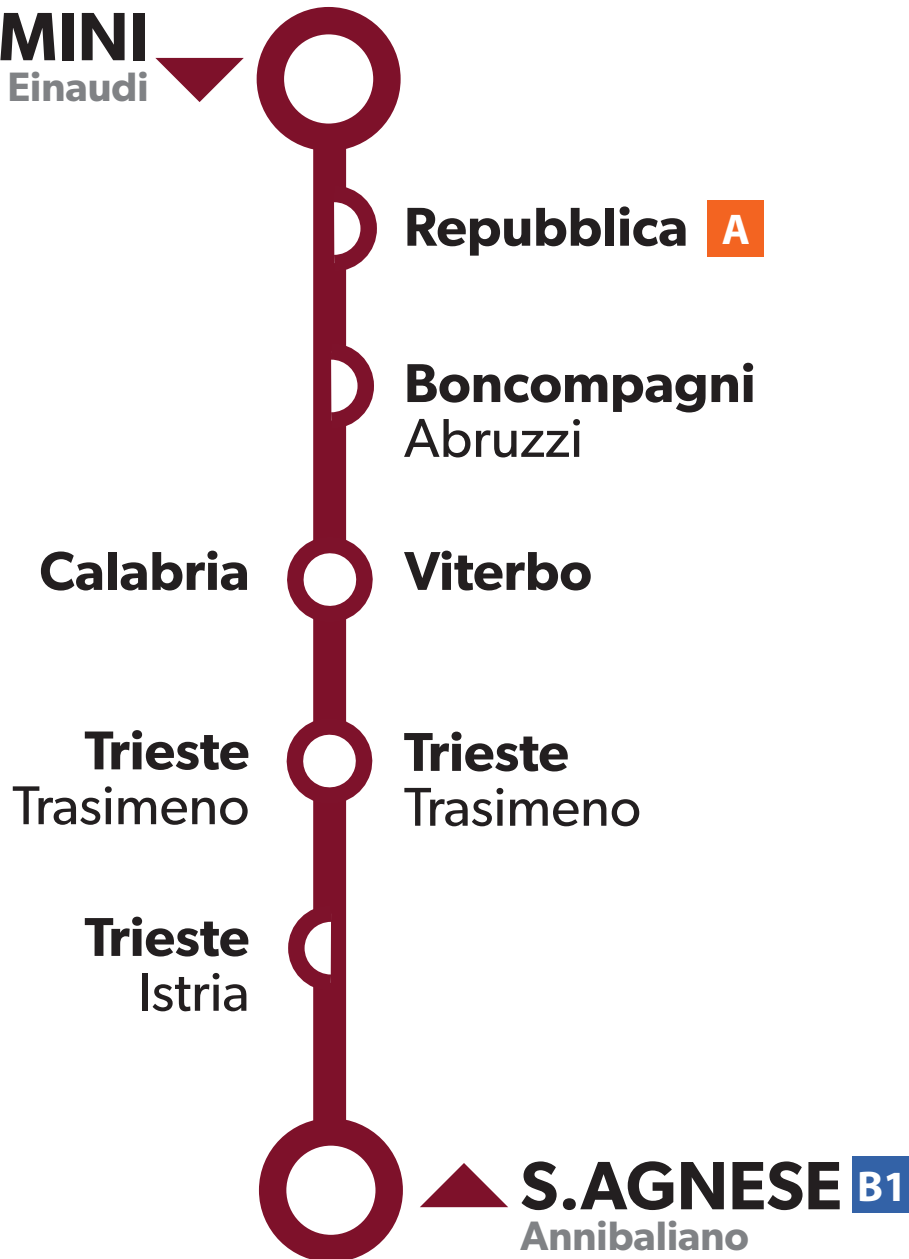 MINI
Einaudi
Repubblica A
Boncompagni
Abruzzi
Calabria
Viterbo
Trieste
Trasimeno
Trieste
Trasimeno
Trieste
Istria
S.AGNESE B1
Annibaliano